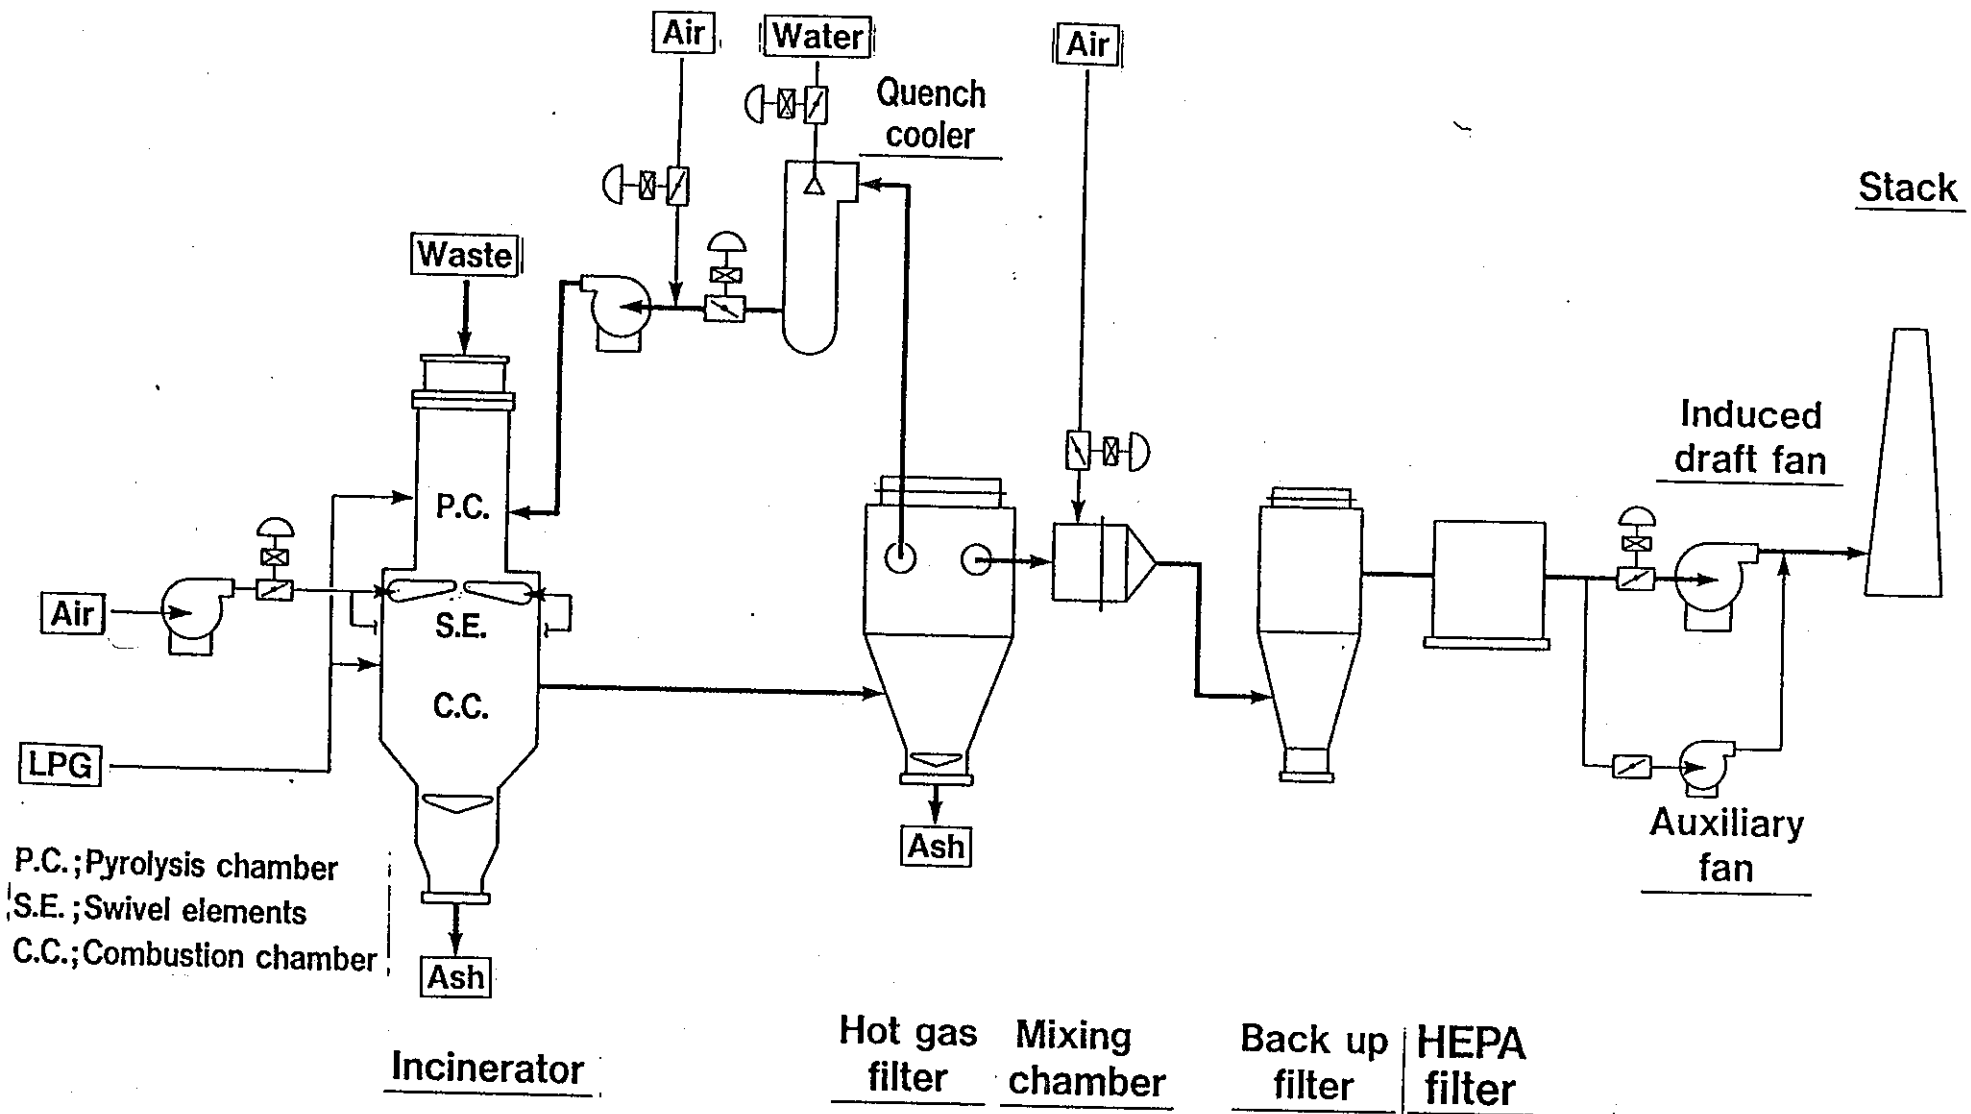 Air
Water
Air
Quench
cooler
Stack
Waste
Induced
draft fan
P.C.
Air
S.E.
C.C.
LPG
Ash
Auxiliary
fan
P.C.;Pyrolysis chamber
S.E.;Swivel elements
C.C.;Combustion chamber
Ash
Incinerator
Hot gas
filter
Mixing
chamber
Back up
filter
HEPA
filter